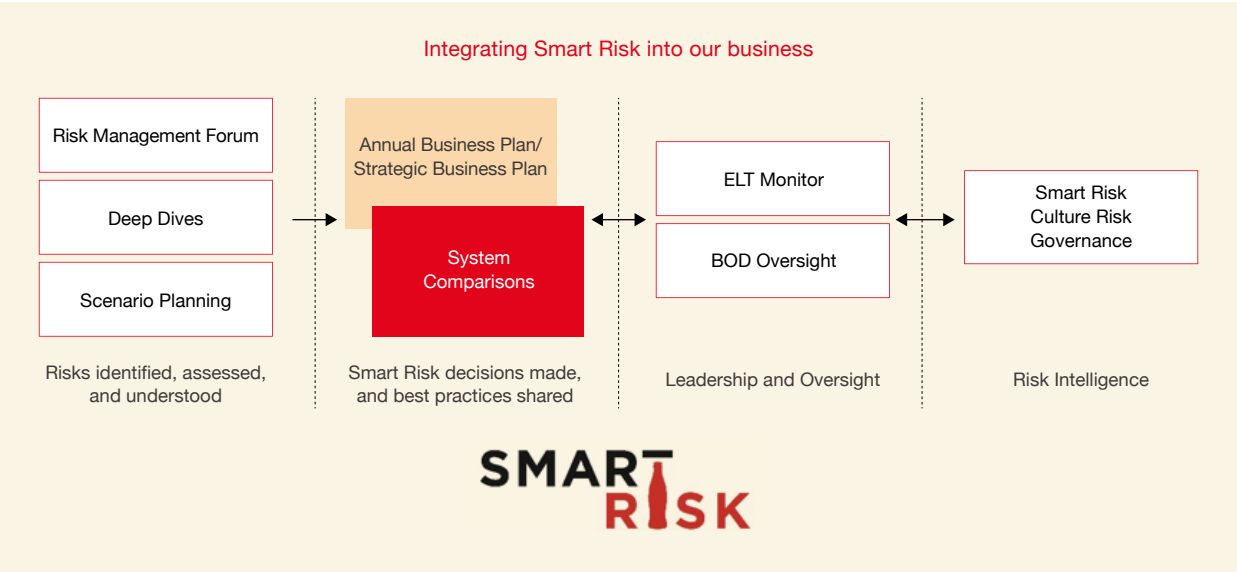 Integrating Smart Risk into our business
Risk Management Forum
Deep Dives
Scenario Planning
Risks identified, assessed,
and understood
Annual Business Plan/
Strategic Business Plan
System
Comparisons
Smart Risk decisions made,
and best practices shared
ELT Monitor
BOD Oversight
Leadership and Oversight
Smart Risk
Culture Risk
Governance
Risk Intelligence
SMART
RISK